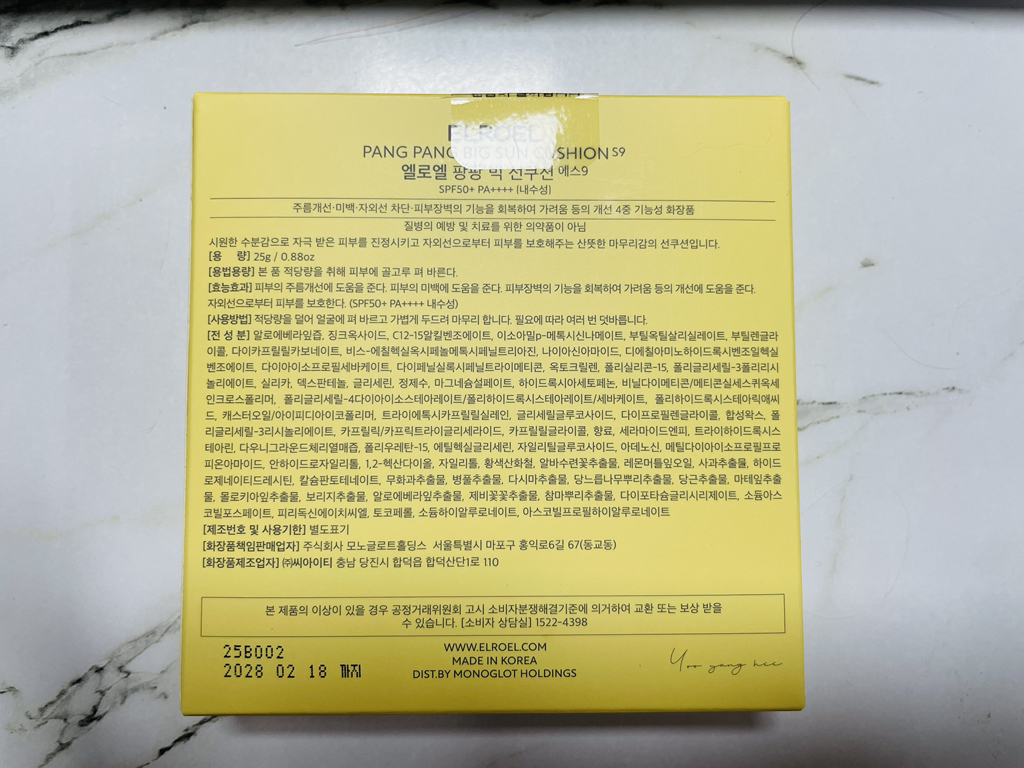 ELROEL
PANG PANG BIG SUN CUSHION S9
엘로엘 팡팡 빅 선쿠션 에스9
SPF50+ PA++++ (내수성)
주름개선·미백·자외선 차단·피부장벽의 기능을 회복하여 가려움 등의 개선 4중 기능성 화장품
질병의 예방 및 치료를 위한 의약품이 아님
시원한 수분감으로 자극 받은 피부를 진정시키고 자외선으로부터 피부를 보호해주는 산뜻한 마무리감의 선쿠션입니다.
[용 량] 25g / 0.88oz
[용법용량] 본 품 적당량을 취해 피부에 골고루 펴 바른다.
[효능효과] 피부의 주름개선에 도움을 준다. 피부의 미백에 도움을 준다. 피부장벽의 기능을 회복하여 가려움 등의 개선에 도움을 준다.
자외선으로부터 피부를 보호한다. (SPF50+ PA++++ 내수성)
[사용방법] 적당량을 덜어 얼굴에 펴 바르고 가볍게 두드려 마무리 합니다. 필요에 따라 여러 번 덧바릅니다.
[전 성 분] 알로에베라잎즙, 징크옥사이드, C12-15알킬벤조에이트, 이소아밀p-메톡시신나메이트, 부틸옥틸살리실레이트, 부틸렌글라
이콜, 다이카프릴릴카보네이트, 비스-에칠헥실옥시페놀메톡시페닐트리아진, 나이아신아마이드, 디에칠아미노하이드록시벤조일헥실
벤조에이트, 다이아이소프로필세바케이트, 다이페닐실록시페닐트라이메티콘, 옥토크릴렌, 폴리실리콘-15, 폴리글리세릴-3폴리리시
놀리에이트, 실리카, 덱스판테놀, 글리세린, 정제수, 마그네슘설페이트, 하이드록시아세토페논, 비닐다이메티콘/메티콘실세스퀴옥세
인크로스폴리머, 폴리글리세릴-4다이아이소스테아레이트/폴리하이드록시스테아레이트/세바케이트, 폴리하이드록시스테아릭애씨
드, 캐스터오일/아이피디아이코폴리머, 트라이에톡시카프릴릴실레인, 글리세릴글루코사이드, 다이프로필렌글라이콜, 합성왁스, 폴
리글리세릴-3리시놀리에이트, 카프릴릭/카프릭트라이글리세라이드, 카프릴릴글라이콜, 향료, 세라마이드엔피, 트라이하이드록시스
테아린, 다우니그라운드체리열매즙, 폴리우레탄-15, 에틸헥실글리세린, 자일리틸글루코사이드, 아데노신, 메틸다이아이소프로필프로
피온아마이드, 안하이드로자일리톨, 1,2-헥산다이올, 자일리톨, 황색산화철, 알바수련꽃추출물, 레몬머틀잎오일, 사과추출물, 하이드
로제네이티드레시틴, 칼슘판토테네이트, 무화과추출물, 병풀추출물, 다시마추출물, 당느릅나무뿌리추출물, 당근추출물, 마테잎추출
물, 몰로키아잎추출물, 보리지추출물, 알로에베라잎추출물, 제비꽃꽃추출물, 참마뿌리추출물, 다이포타슘글리시리제이트, 소듐아스
코빌포스페이트, 피리독신에이치씨엘, 토코페롤, 소듐하이알루로네이트, 아스코빌프로필하이알루로네이트
[제조번호 및 사용기한] 별도표기
[화장품책임판매업자] 주식회사 모노글로트홀딩스 서울특별시 마포구 홍익로6길 67(동교동)
[화장품제조업자] ㈜씨아이티 충남 당진시 합덕읍 합덕산단1로 110
본 제품의 이상이 있을 경우 공정거래위원회 고시 소비자분쟁해결기준에 의거하여 교환 또는 보상 받을
수 있습니다. [소비자 상담실] 1522-4398
25B002
2028 02 18 까지
WWW.ELROEL.COM
MADE IN KOREA
DIST.BY MONOGLOT HOLDINGS
Yoo yang hee